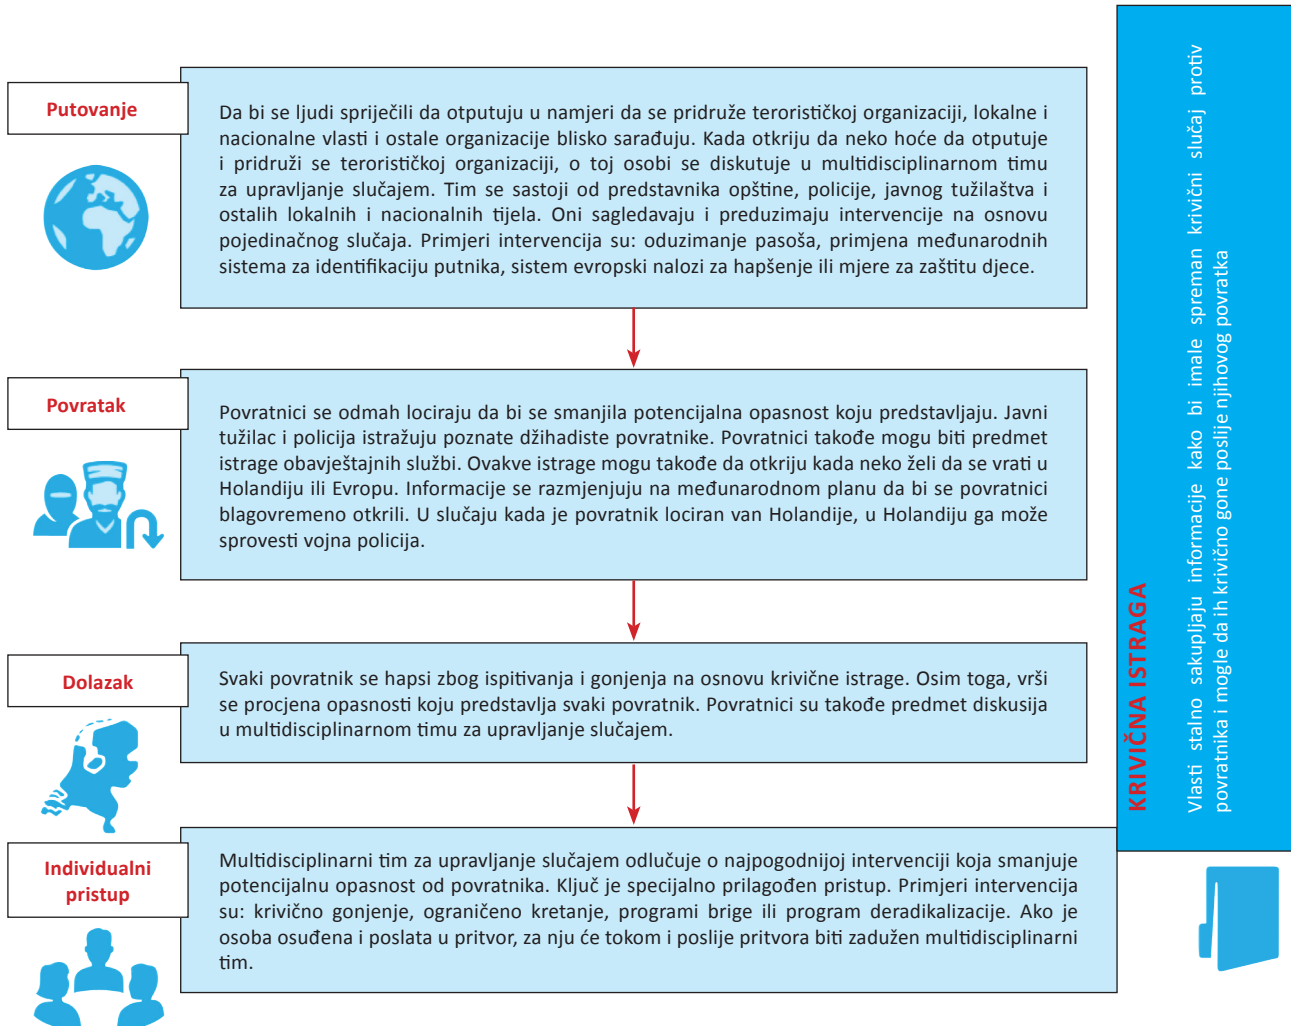 Putovanje
Da bi se ljudi spriječili da otputuju u namjeri da se pridruže terorističkoj organizaciji, lokalne i
nacionalne vlasti i ostale organizacije blisko sarađuju. Kada otkriju da neko hoće da otputuje
i pridruži se terorističkoj organizaciji, o toj osobi se diskutuje u multidisciplinarnom timu
za upravljanje slučajem. Tim se sastoji od predstavnika opštine, policije, javnog tužilaštva i
ostalih lokalnih i nacionalnih tijela. Oni sagledavaju i preduzimaju intervencije na osnovu
pojedinačnog slučaja. Primjeri intervencija su: oduzimanje pasoša, primjena međunarodnih
sistema za identifikaciju putnika, sistem evropski nalozi za hapšenje ili mjere za zaštitu djece.
Povratak
Povratnici se odmah lociraju da bi se smanjila potencijalna opasnost koju predstavljaju. Javni
tužilac i policija istražuju poznate džihadiste povratnike. Povratnici takođe mogu biti predmet
istrage obavještajnih službi. Ovakve istrage mogu takođe da otkriju kada neko želi da se vrati u
Holandiju ili Evropu. Informacije se razmjenjuju na međunarodnom planu da bi se povratnici
blagovremeno otkrili. U slučaju kada je povratnik lociran van Holandije, u Holandiju ga može
sprovesti vojna policija.
Dolazak
Svaki povratnik se hapsi zbog ispitivanja i gonjenja na osnovu krivične istrage. Osim toga, vrši
se procjena opasnosti koju predstavlja svaki povratnik. Povratnici su takođe predmet diskusija
u multidisciplinarnom timu za upravljanje slučajem.
Individualni
pristup
Multidisciplinarni tim za upravljanje slučajem odlučuje o najpogodnijoj intervenciji koja smanjuje
potencijalnu opasnost od povratnika. Ključ je specijalno prilagođen pristup. Primjeri intervencija
su: krivično gonjenje, ograničeno kretanje, programi brige ili program deradikalizacije. Ako je
osoba osuđena i poslata u pritvor, za nju će tokom i poslije pritvora biti zadužen multidisciplinarni
tim.
KRIVIČNA ISTRAGA
Vlasti stalno sakupljaju informacije kako bi imale spreman krivični slučaj protiv
povratnika i mogle da ih krivično gone poslije njihovog povratka